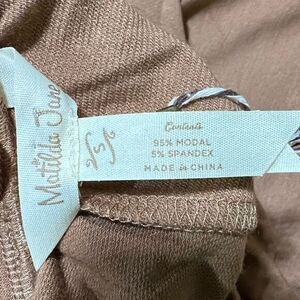 Matilda Jane
Contents
95% MODAL
5% SPANDEX
MADE IN CHINA